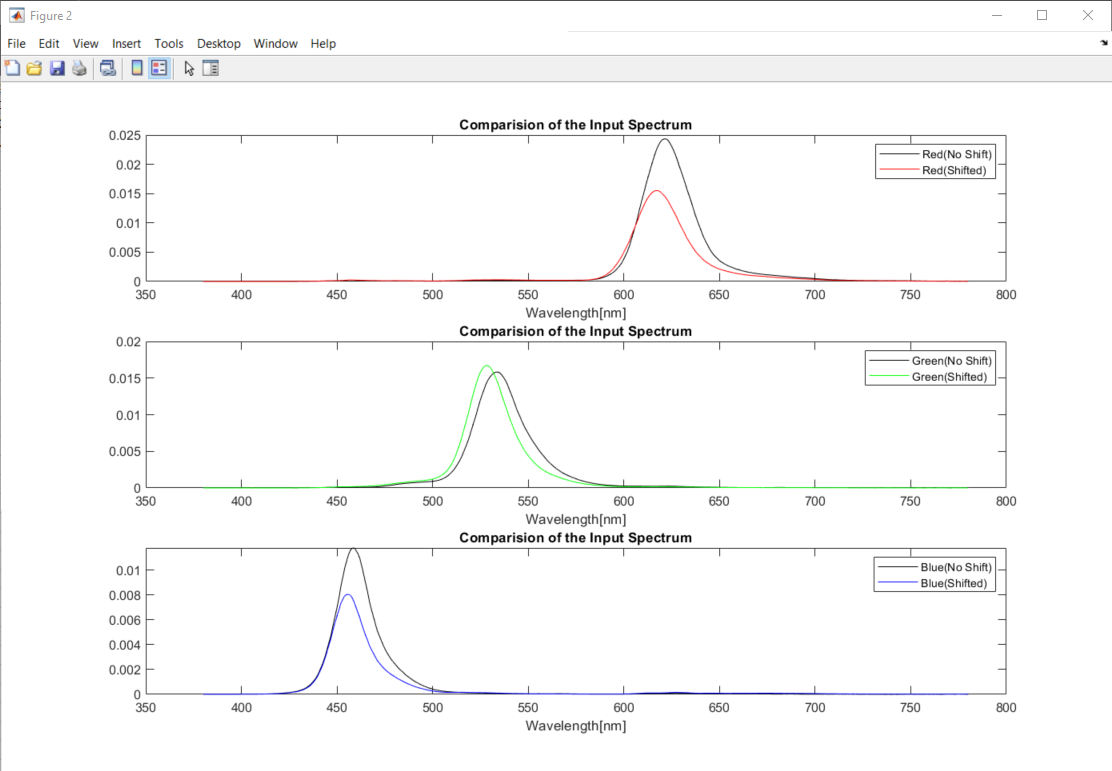 Figure 2
File Edit View Insert Tools Desktop Window Help
Comparision of the Input Spectrum
0.025
0.02
0.015
0.01
0.005
0
Red(No Shift)
Red(Shifted)
350 400 450 500 550 600 650 700 750 800
Wavelength[nm]
Comparision of the Input Spectrum
0.02
0.015
0.01
0.005
0
Green(No Shift)
Green(Shifted)
350 400 450 500 550 600 650 700 750 800
Wavelength[nm]
Comparision of the Input Spectrum
0.01
0.008
0.006
0.004
0.002
0
Blue(No Shift)
Blue(Shifted)
350 400 450 500 550 600 650 700 750 800
Wavelength[nm]